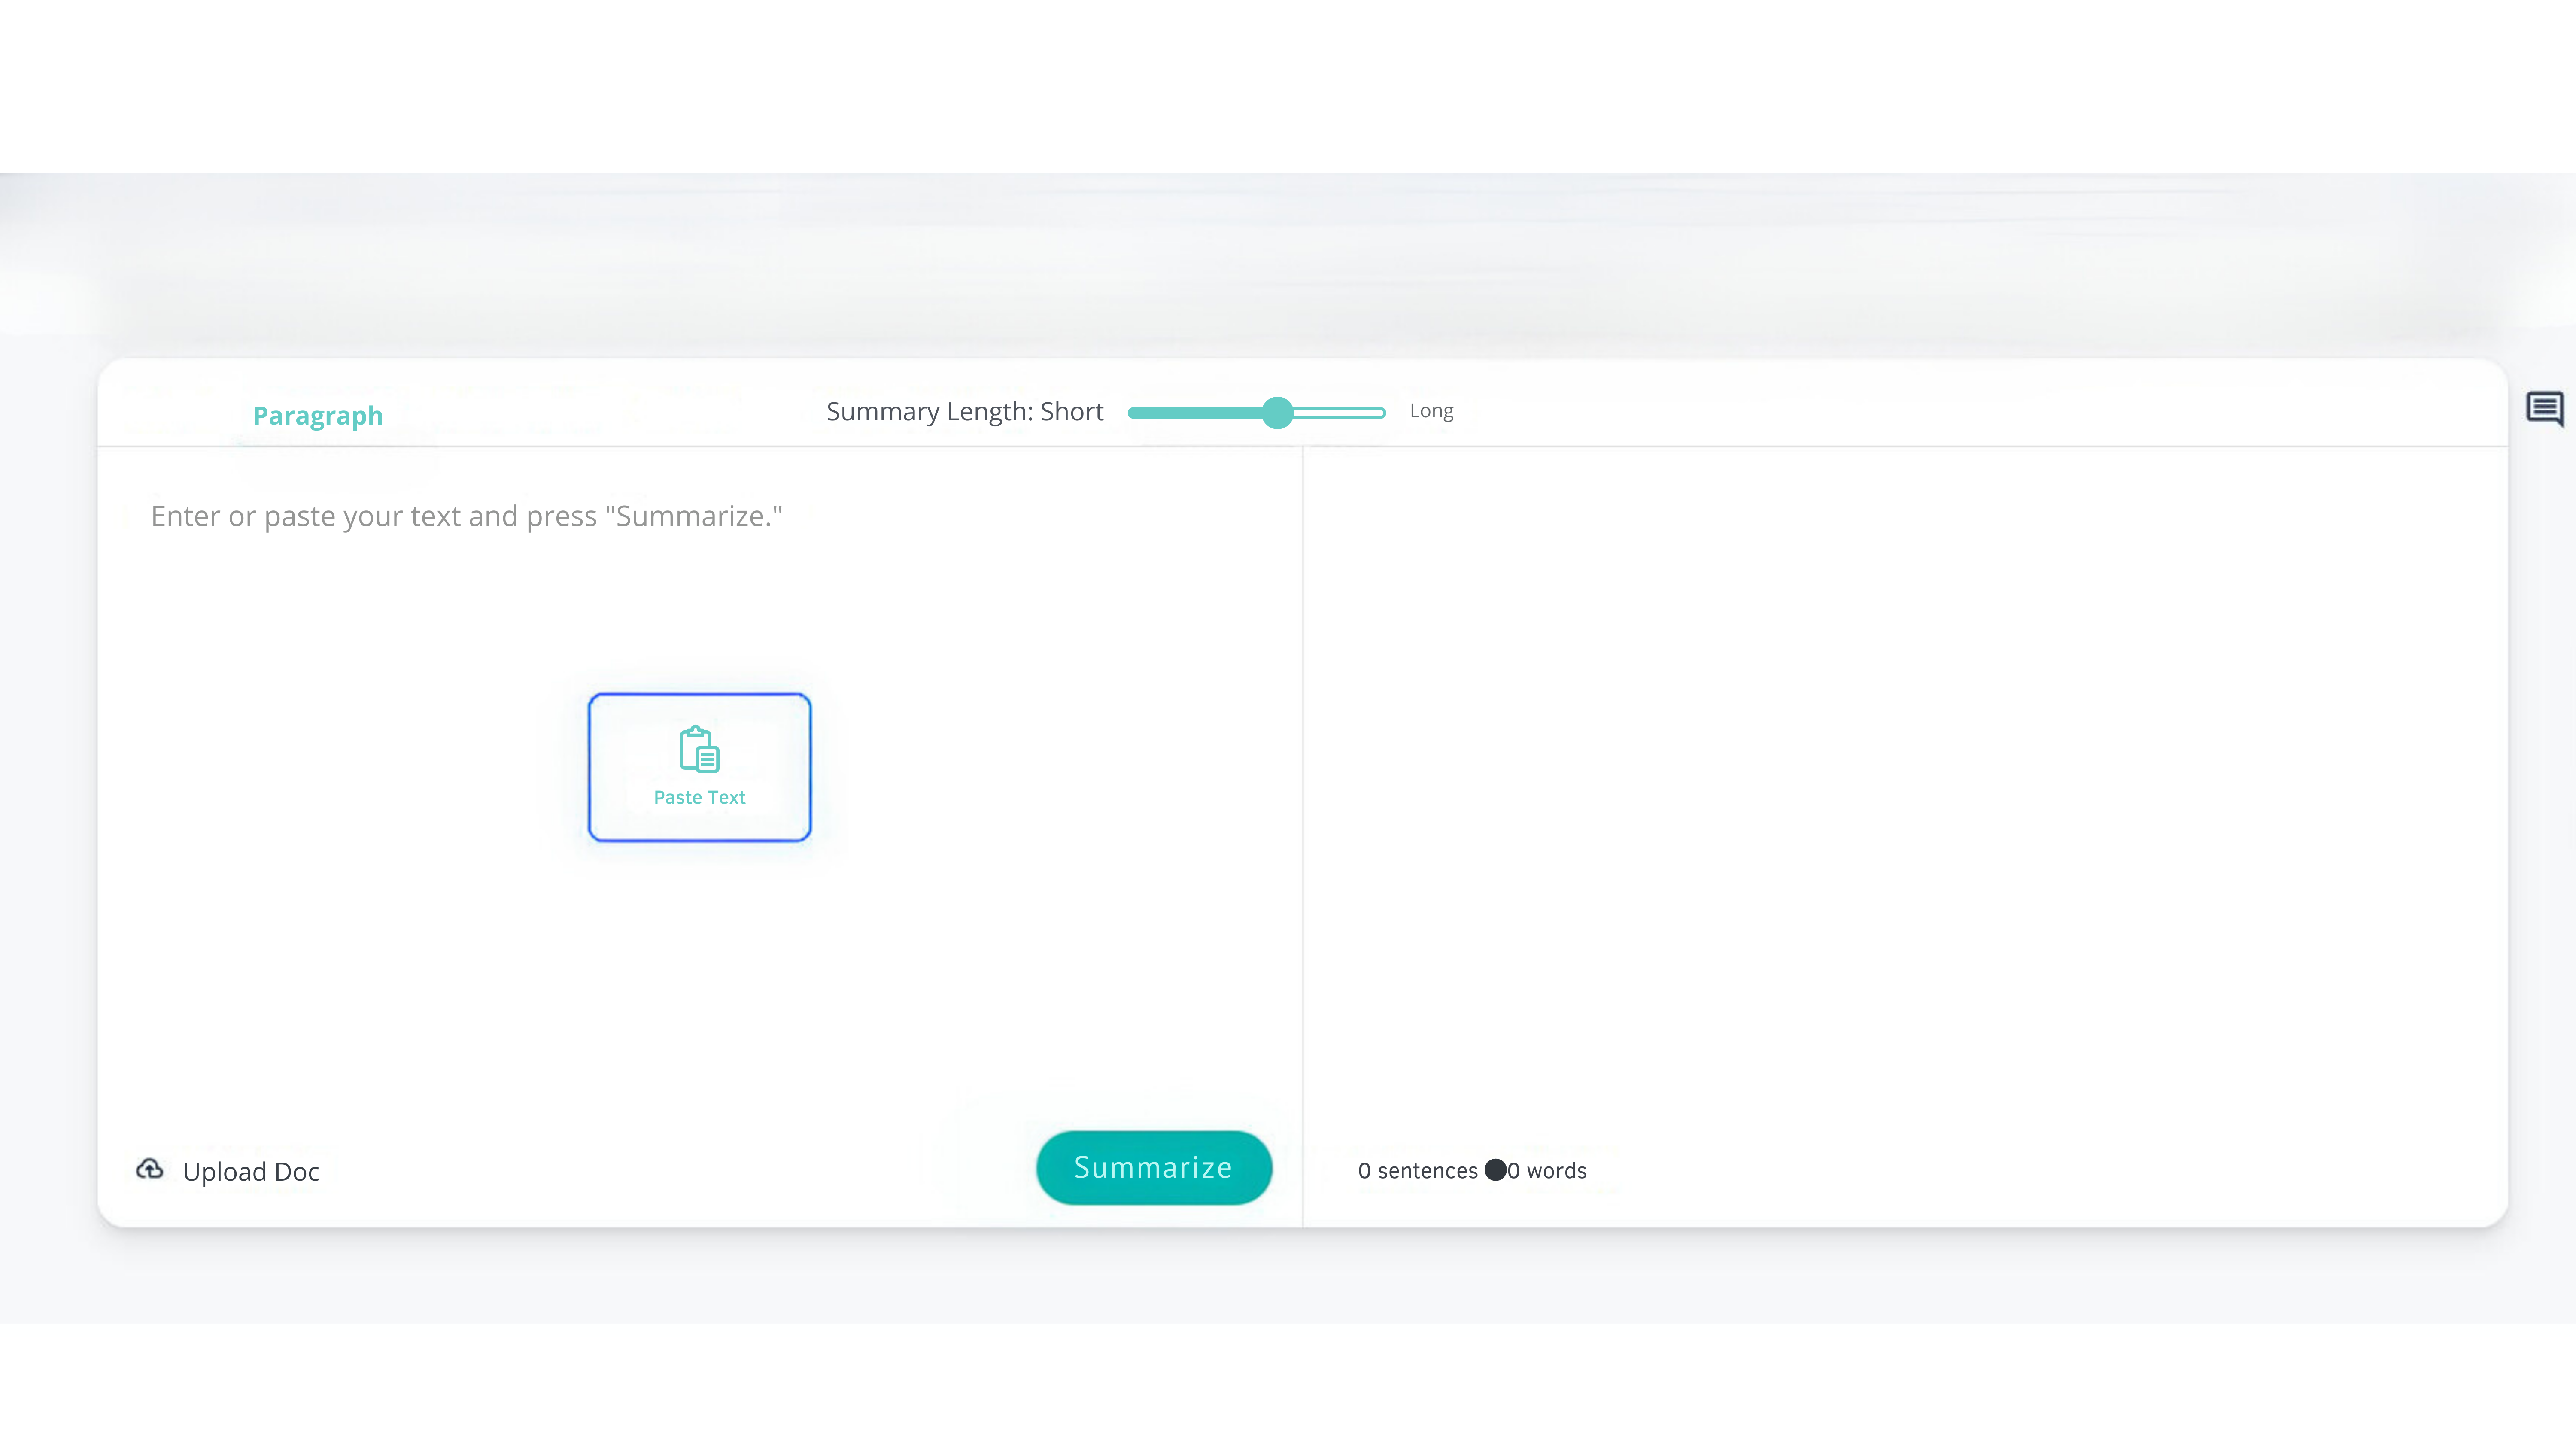 Paragraph
Summary Length: Short
Long
Enter or paste your text and press "Summarize."
Paste Text
Upload Doc
Summarize
0 sentences ●0 words